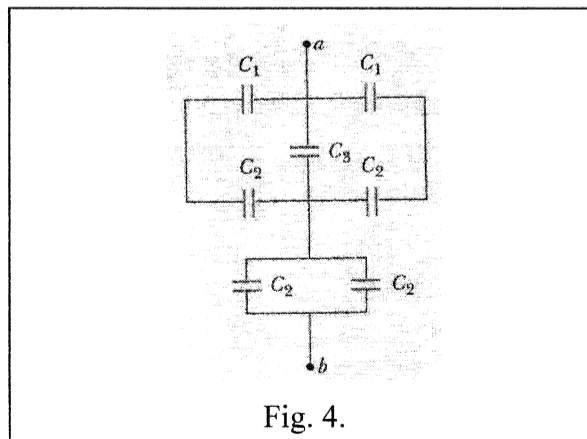 a
C₁ C₁
C₃
C₂ C₂
C₂ C₂
b
Fig. 4.